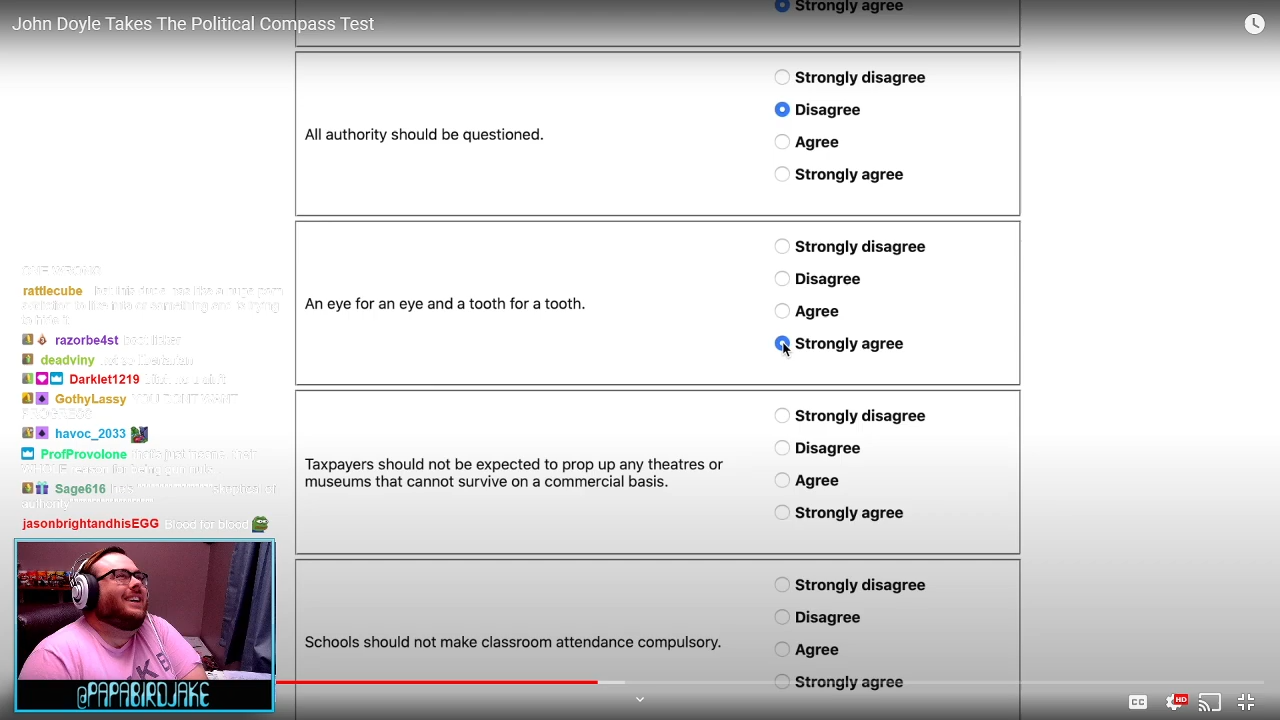 John Doyle Takes The Political Compass Test
Strongly agree
All authority should be questioned.
Strongly disagree
Disagree
Agree
Strongly agree
An eye for an eye and a tooth for a tooth.
Strongly disagree
Disagree
Agree
Strongly agree
Taxpayers should not be expected to prop up any theatres or
museums that cannot survive on a commercial basis.
Strongly disagree
Disagree
Agree
Strongly agree
Schools should not make classroom attendance compulsory.
Strongly disagree
Disagree
Agree
Strongly agree
rattlecube
razorbe4st
deadviny
Darklet1219
GothyLassy
havoc_2033
ProfProvolone
Sage616
jasonbrightandhisEGG Blood for blood
@PAPABIRDJAKE
CC
HD